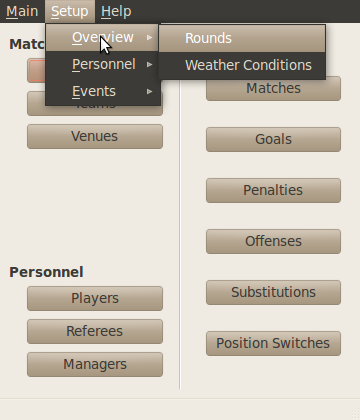 Main Setup Help
Overview
Personnel
Events
Rounds
Weather Conditions
Matc
Teams
Venues
Personnel
Players
Referees
Managers
Matches
Goals
Penalties
Offenses
Substitutions
Position Switches